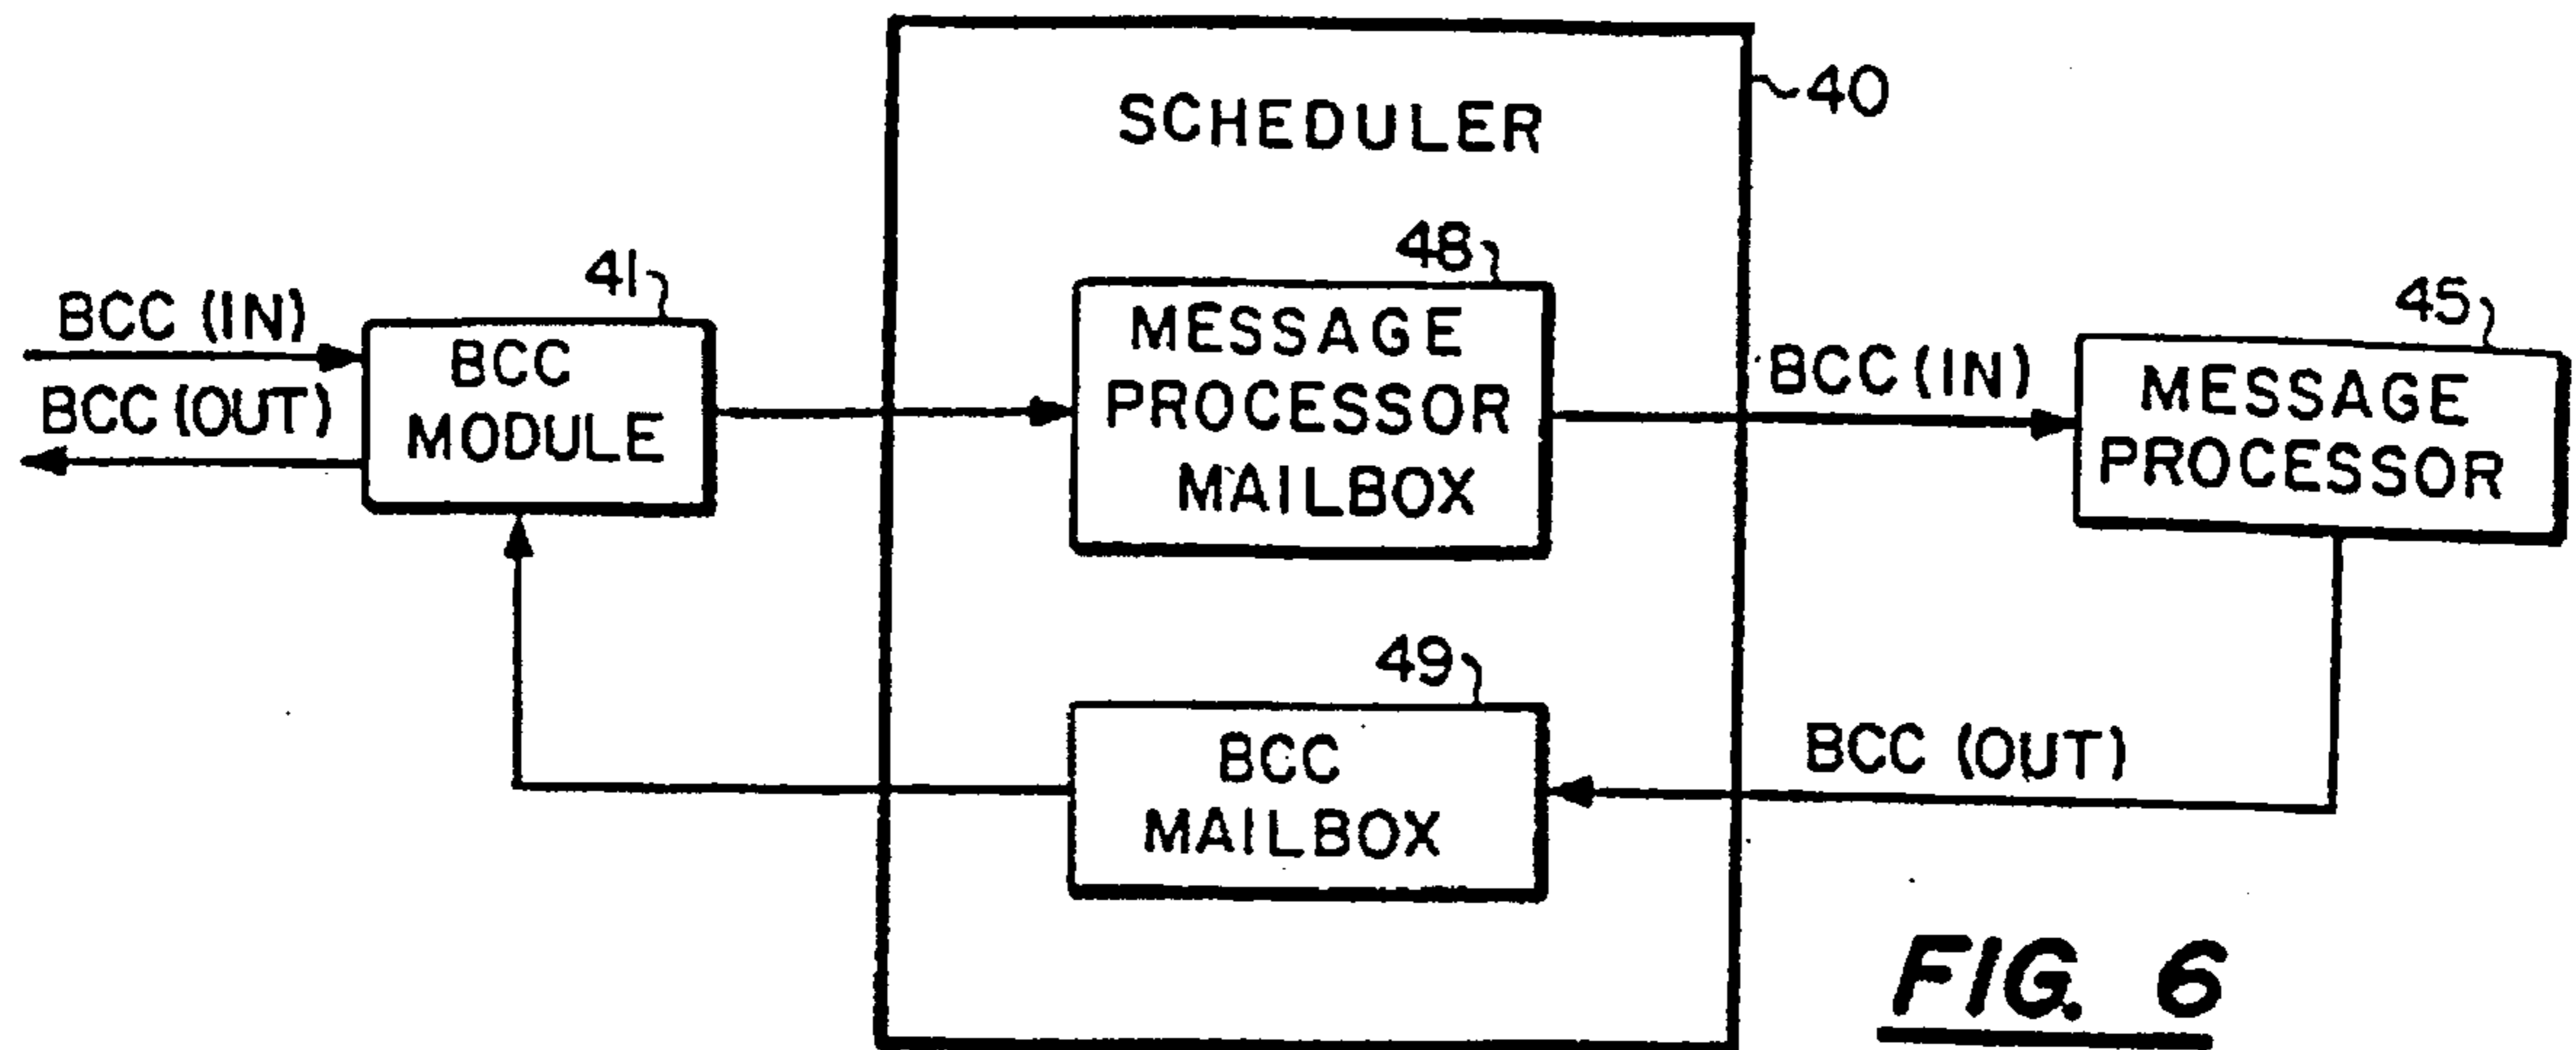 40
SCHEDULER
48
41
45
BCC (IN)
BCC
MODULE
MESSAGE
PROCESSOR
MAILBOX
BCC (IN)
MESSAGE
PROCESSOR
BCC (OUT)
49
BCC
MAILBOX
BCC (OUT)
FIG. 6